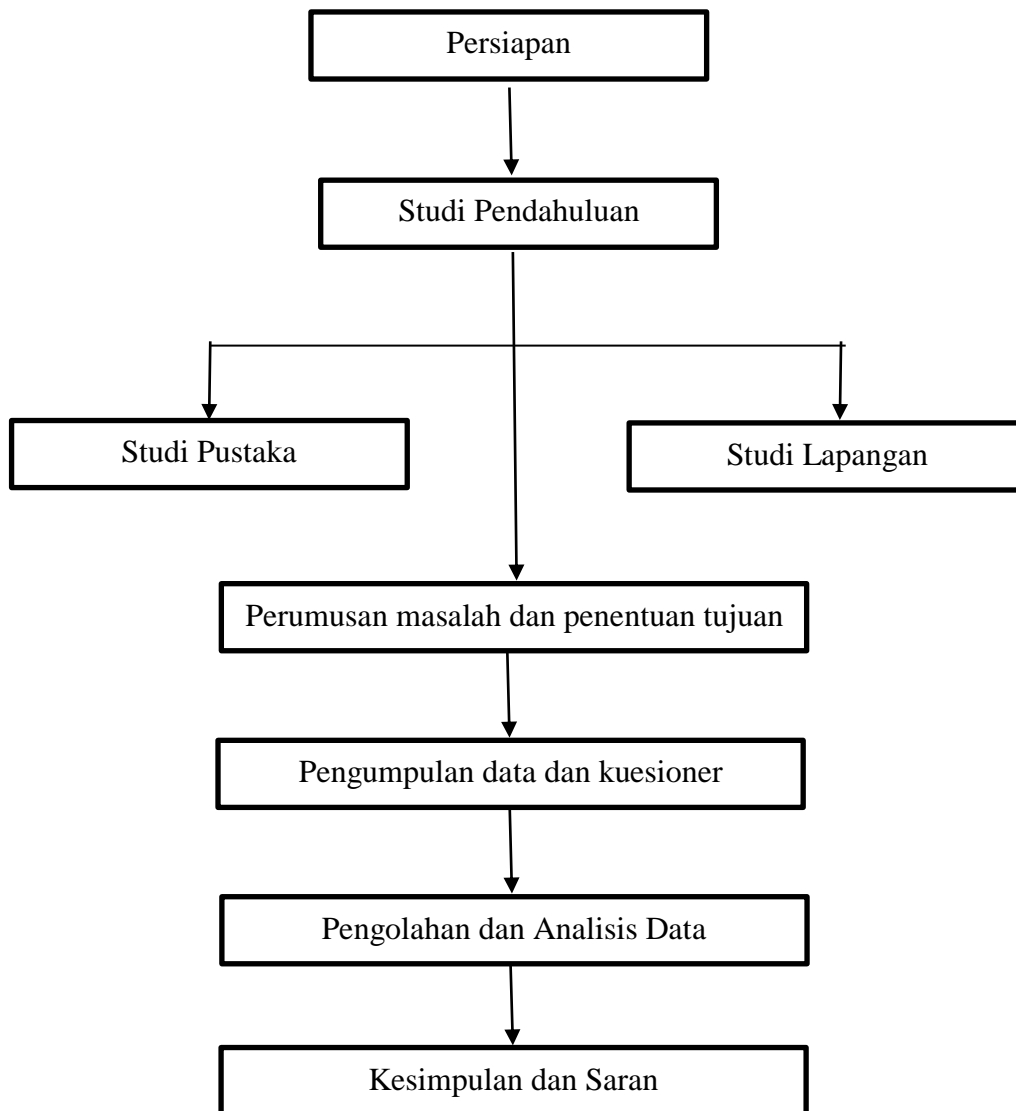 Persiapan
Studi Pendahuluan
Studi Pustaka
Studi Lapangan
Perumusan masalah dan penentuan tujuan
Pengumpulan data dan kuesioner
Pengolahan dan Analisis Data
Kesimpulan dan Saran